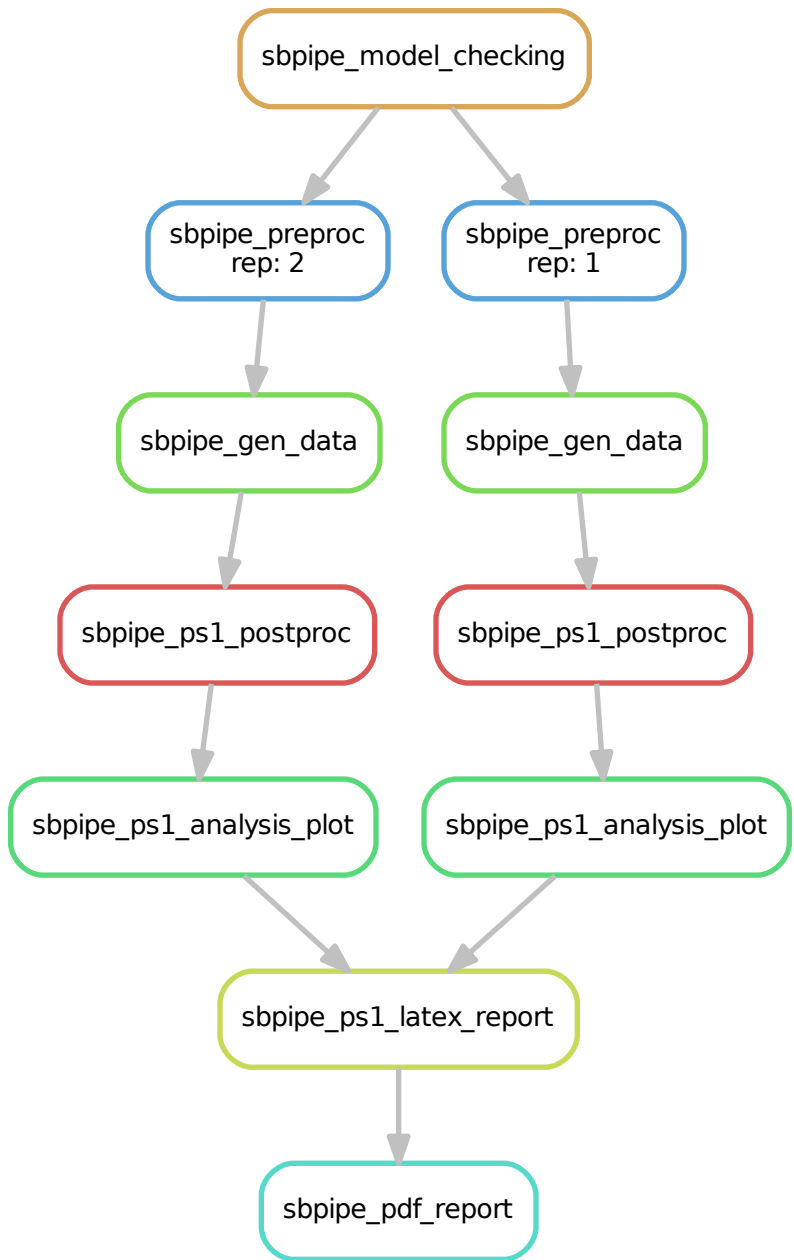 sbpipe_model_checking
sbpipe_preproc
rep: 2
sbpipe_preproc
rep: 1
sbpipe_gen_data
sbpipe_gen_data
sbpipe_ps1_postproc
sbpipe_ps1_postproc
sbpipe_ps1_analysis_plot
sbpipe_ps1_analysis_plot
sbpipe_ps1_latex_report
sbpipe_pdf_report